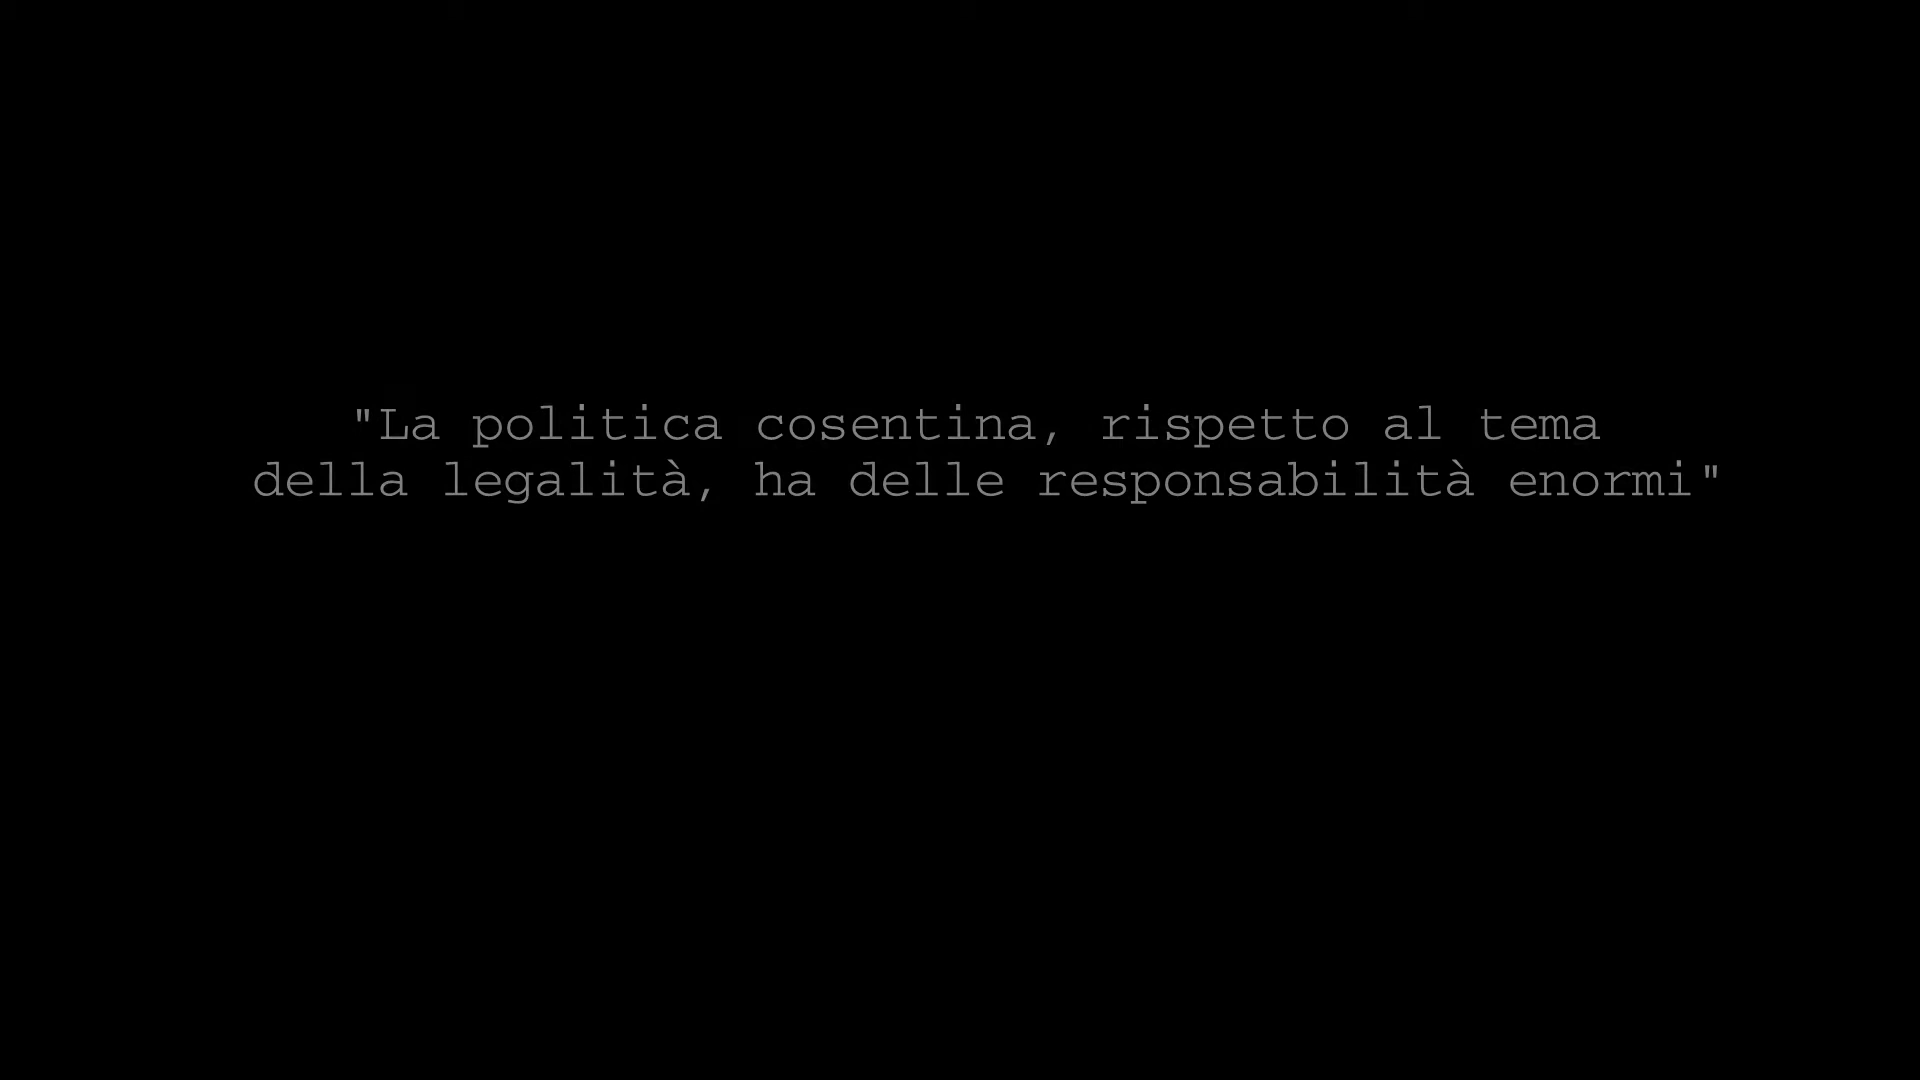 "La politica cosentina, rispetto al tema
della legalità, ha delle responsabilità enormi"